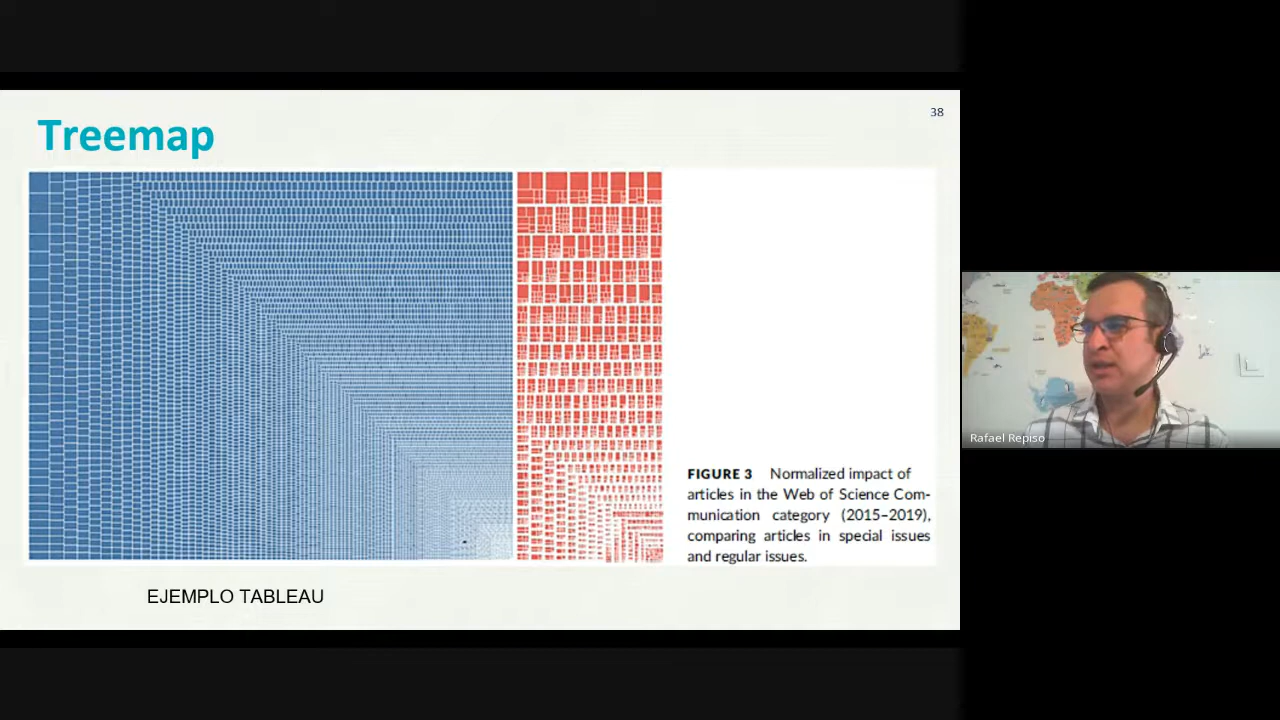 38
Treemap
FIGURE 3 Normalized impact of
articles in the Web of Science Com-
munication category (2015–2019),
comparing articles in special issues
and regular issues.
EJEMPLO TABLEAU
Rafael Repiso